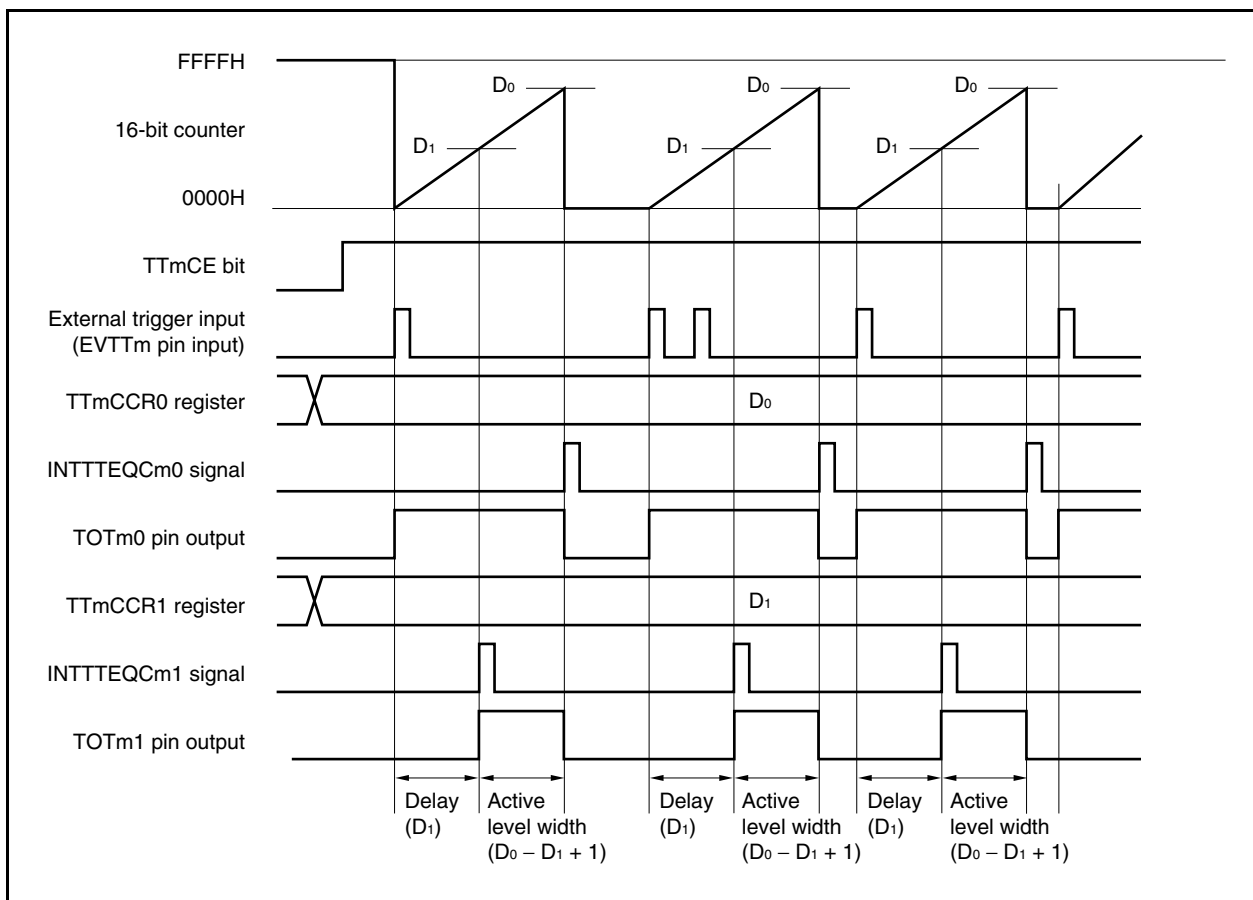 FFFFH
D0 D0 D0
16-bit counter
D1 D1 D1
0000H
TTmCE bit
External trigger input
(EVTTm pin input)
TTmCCR0 register
D0
INTTTEQCm0 signal
TOTm0 pin output
TTmCCR1 register
D1
INTTTEQCm1 signal
TOTm1 pin output
Delay
(D1)
Active
level width
(D0 – D1 + 1)
Delay
(D1)
Active
level width
(D0 – D1 + 1)
Delay
(D1)
Active
level width
(D0 – D1 + 1)